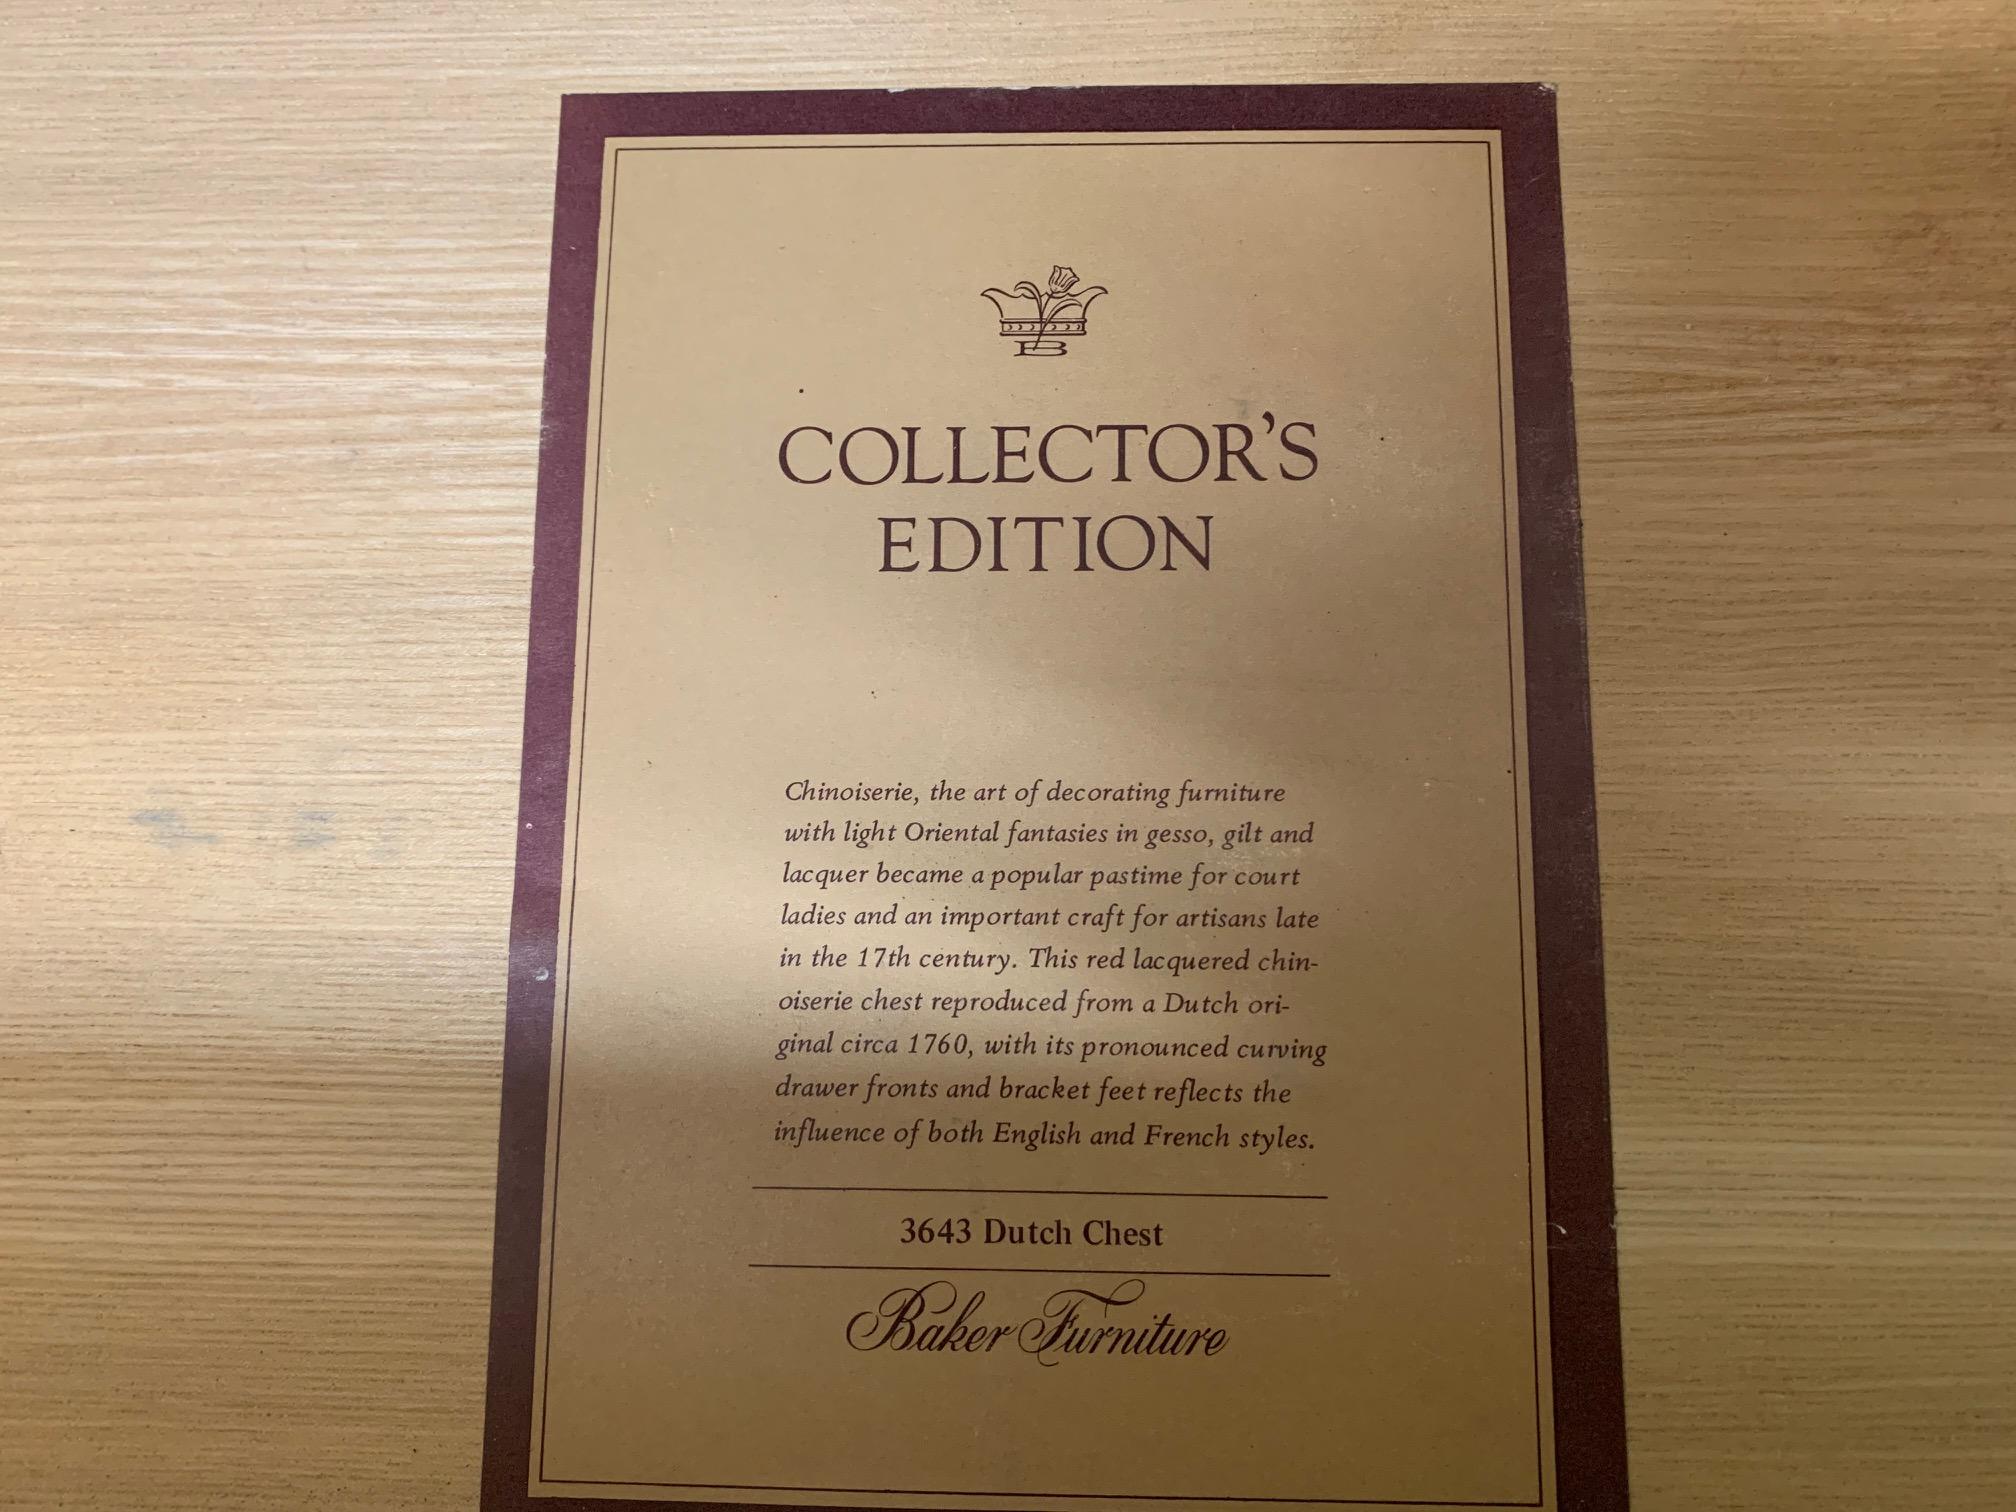 B
COLLECTOR'S
EDITION
Chinoiserie, the art of decorating furniture
with light Oriental fantasies in gesso, gilt and
lacquer became a popular pastime for court
ladies and an important craft for artisans late
in the 17th century. This red lacquered chin-
oiserie chest reproduced from a Dutch ori-
ginal circa 1760, with its pronounced curving
drawer fronts and bracket feet reflects the
influence of both English and French styles.
3643 Dutch Chest
Baker Furniture